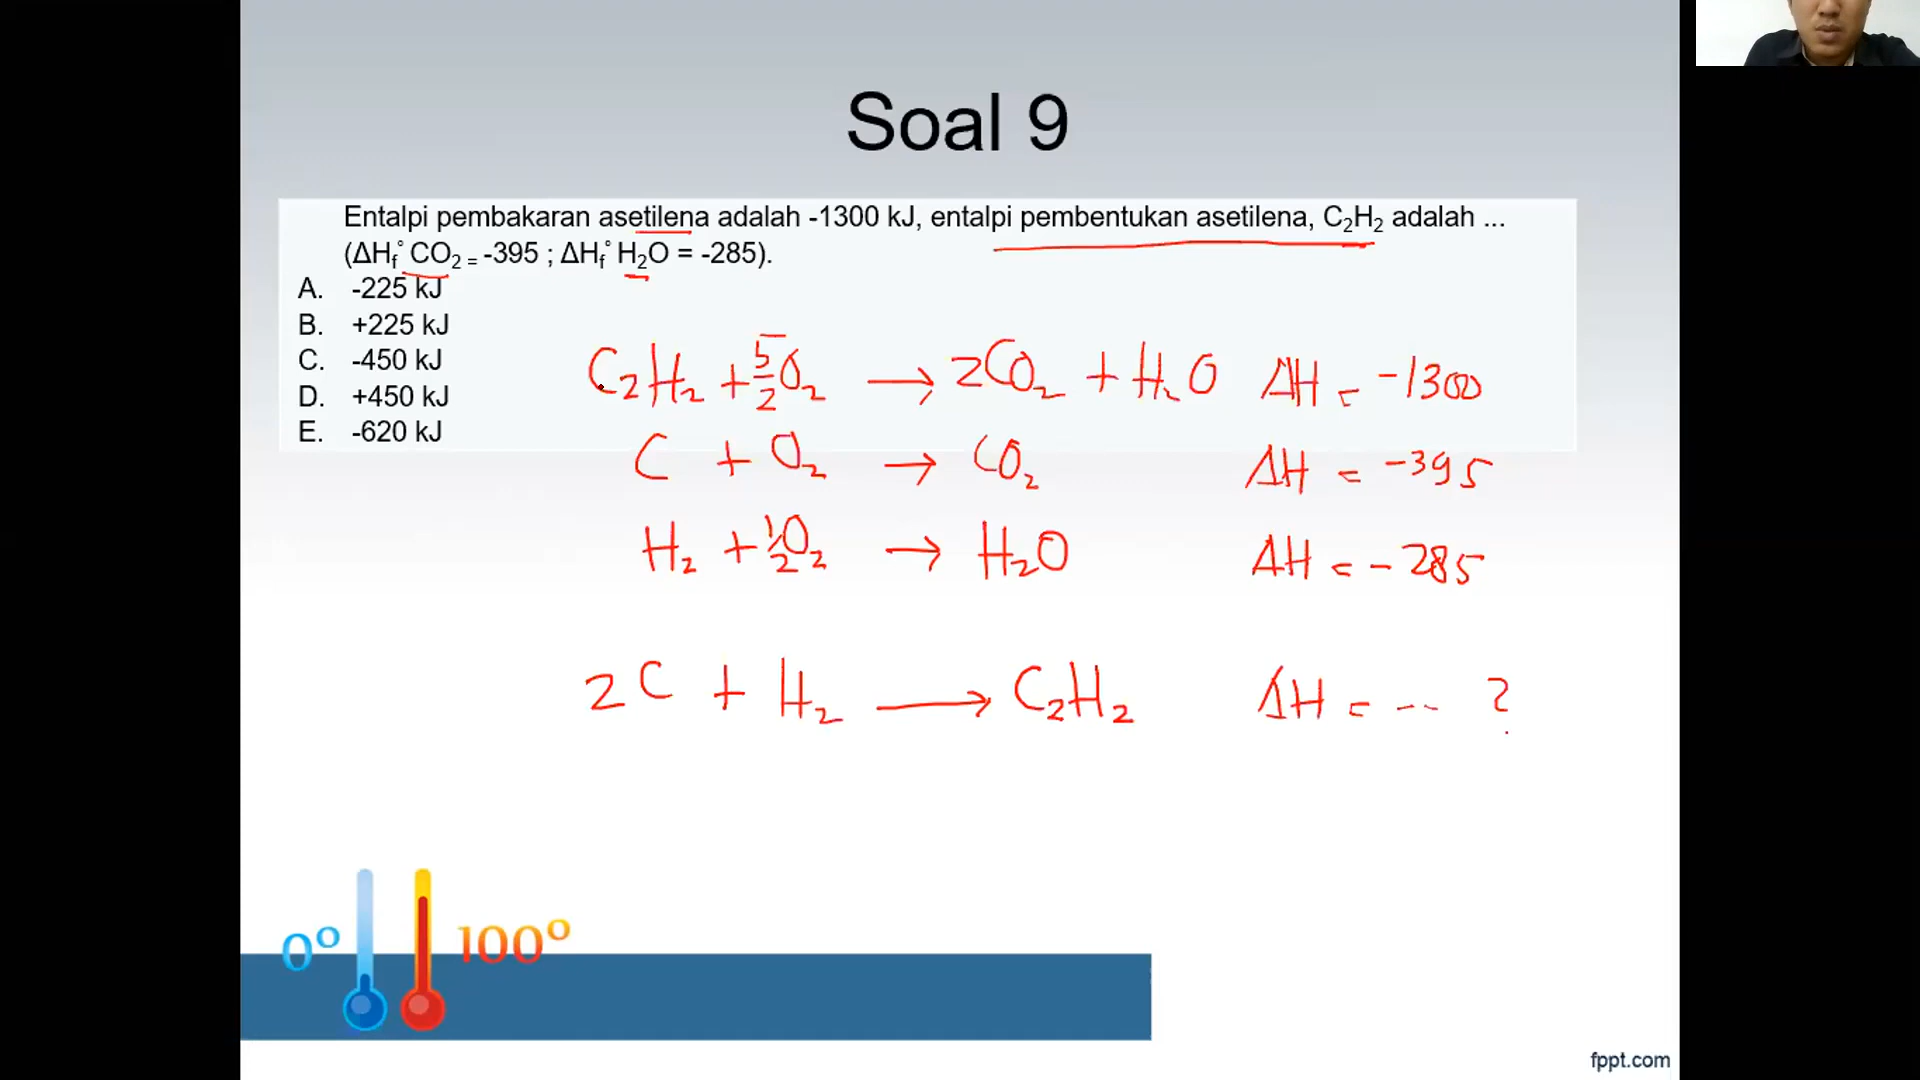 Soal 9
Entalpi pembakaran asetilena adalah -1300 kJ, entalpi pembentukan asetilena, C₂H₂ adalah ...
(ΔHf° CO₂ = -395 ; ΔHf° H₂O = -285).
A. -225 kJ
B. +225 kJ
C. -450 kJ
D. +450 kJ
E. -620 kJ
C₂H₂ + 5/2 O₂ → 2CO₂ + H₂O ΔH = -1300
C + O₂ → CO₂ ΔH = -395
H₂ + 1/2 O₂ → H₂O ΔH = -285
2C + H₂ → C₂H₂ ΔH = ... ?
0° 100°
fppt.com